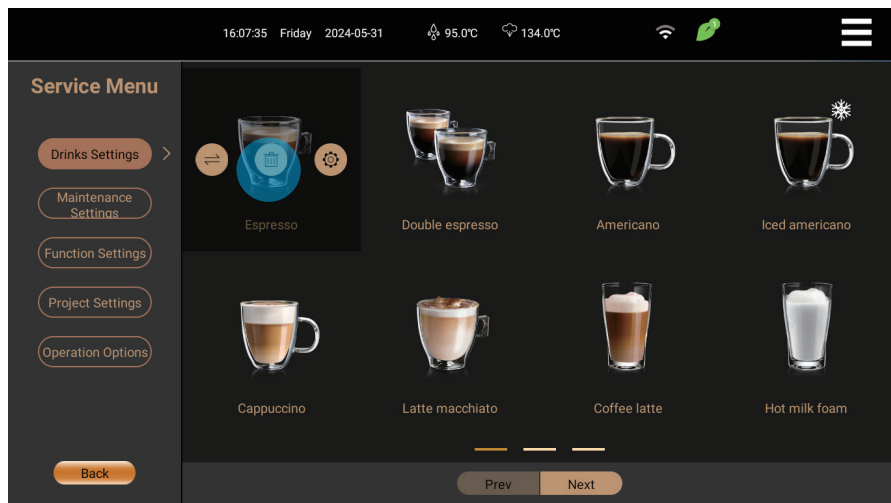 16:07:35 Friday 2024-05-31 95.0℃ 134.0℃ 1
Service Menu
Drinks Settings >
Maintenance
Settings
Function Settings
Project Settings
Operation Options
Back
Espresso Double espresso Americano Iced americano
Cappuccino Latte macchiato Coffee latte Hot milk foam
Prev Next